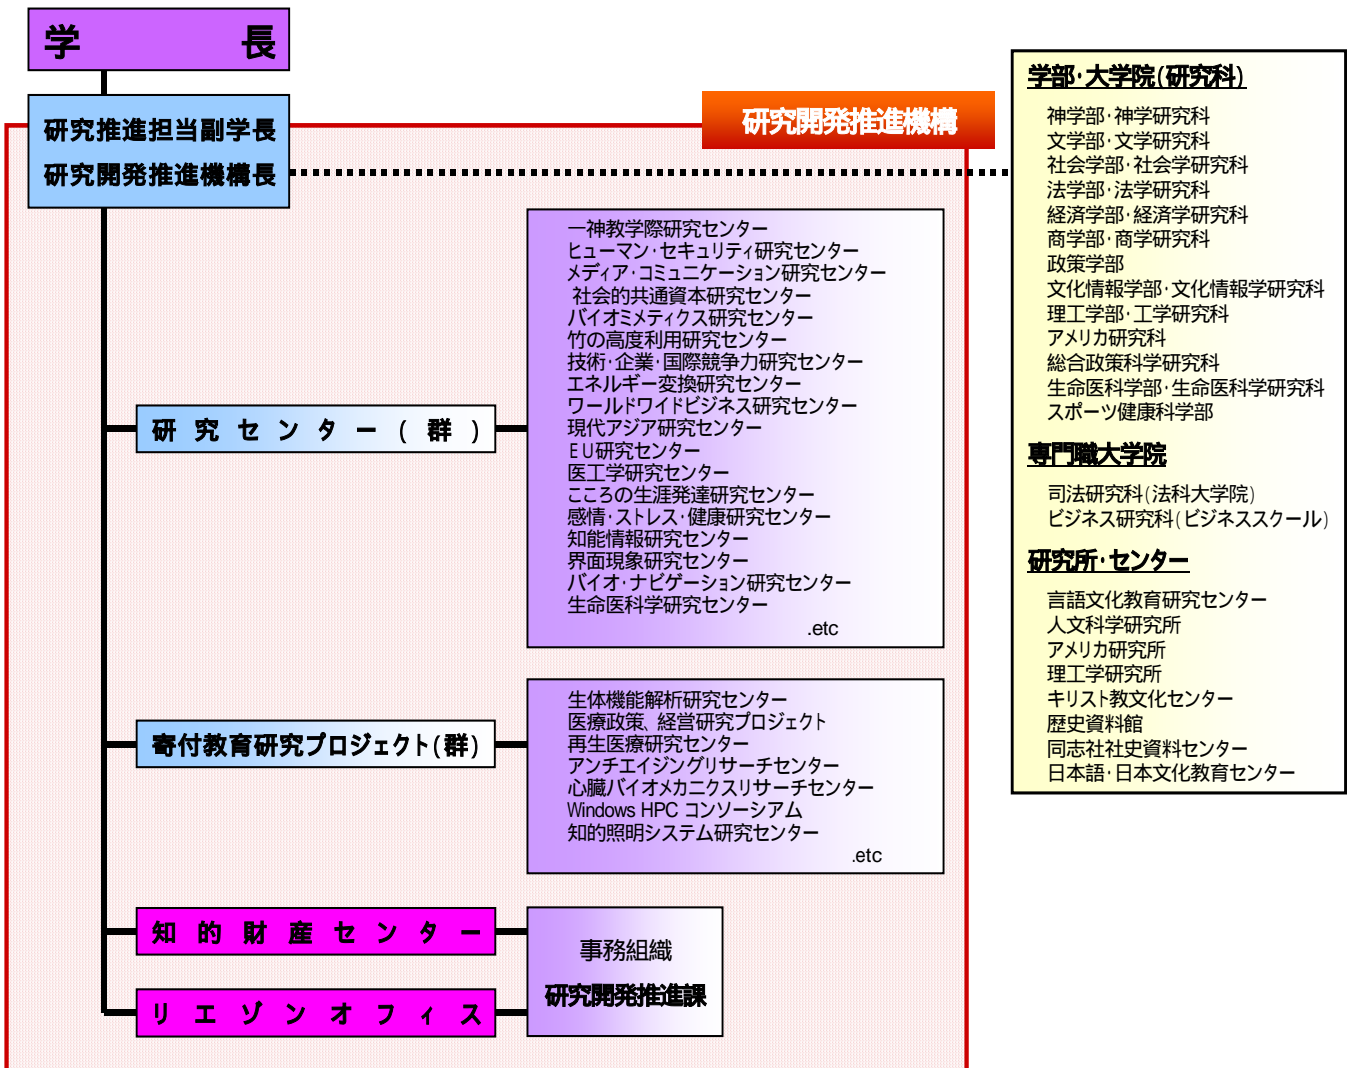 学長
研究推進担当副学長
研究開発推進機構長
研究開発推進機構
一神教学際研究センター
ヒューマン・セキュリティ研究センター
メディア・コミュニケーション研究センター
社会的共通資本研究センター
バイオミメティクス研究センター
竹の高度利用研究センター
技術・企業・国際競争力研究センター
エネルギー変換研究センター
ワールドワイドビジネス研究センター
現代アジア研究センター
EU研究センター
医工学研究センター
こころの生涯発達研究センター
感情・ストレス・健康研究センター
知能情報研究センター
界面現象研究センター
バイオ・ナビゲーション研究センター
生命医科学研究センター
.etc
研究センター(群)
生体機能解析研究センター
医療政策、経営研究プロジェクト
再生医療研究センター
アンチエイジングリサーチセンター
心臓バイオメカニクスリサーチセンター
Windows HPC コンソーシアム
知的照明システム研究センター
.etc
寄付教育研究プロジェクト(群)
知的財産センター
リエゾンオフィス
事務組織
研究開発推進課
学部・大学院(研究科)
神学部・神学研究科
文学部・文学研究科
社会学部・社会学研究科
法学部・法学研究科
経済学部・経済学研究科
商学部・商学研究科
政策学部
文化情報学部・文化情報学研究科
理工学部・工学研究科
アメリカ研究科
総合政策科学研究科
生命医科学部・生命医科学研究科
スポーツ健康科学部
専門職大学院
司法研究科(法科大学院)
ビジネス研究科(ビジネススクール)
研究所・センター
言語文化教育研究センター
人文科学研究所
アメリカ研究所
理工学研究所
キリスト教文化センター
歴史資料館
同志社社史資料センター
日本語・日本文化教育センター